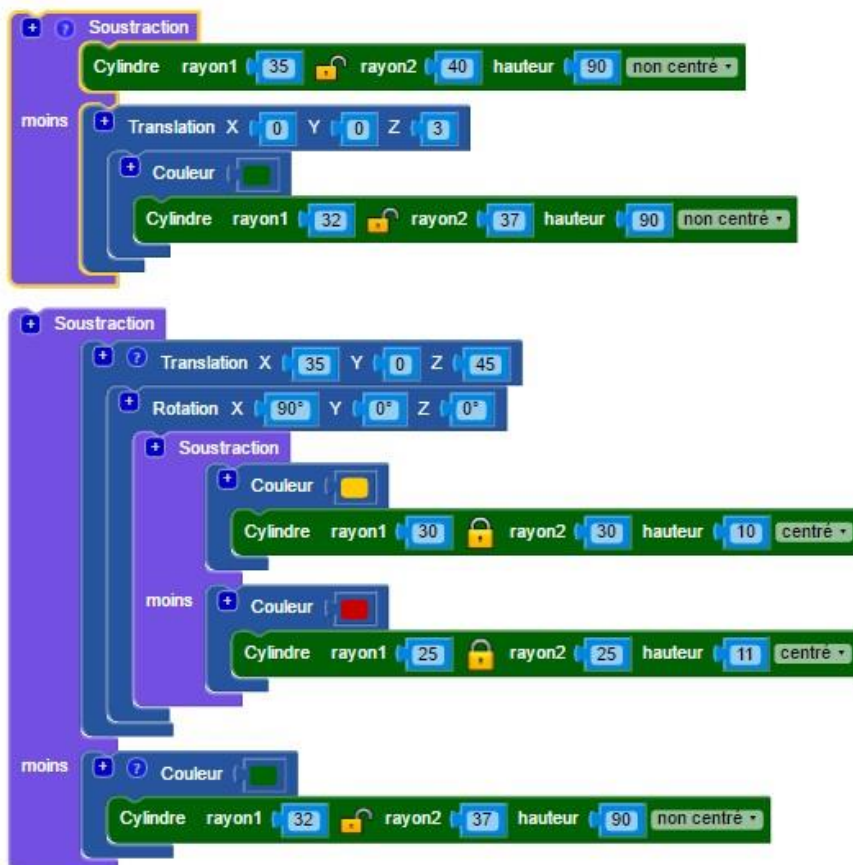 + ? Soustraction
Cylindre rayon1 35 rayon2 40 hauteur 90 non centré
moins + Translation X 0 Y 0 Z 3
+ Couleur
Cylindre rayon1 32 rayon2 37 hauteur 90 non centré
+ Soustraction
+ ? Translation X 35 Y 0 Z 45
+ Rotation X 90° Y 0° Z 0°
+ Soustraction
+ Couleur
Cylindre rayon1 30 rayon2 30 hauteur 10 centré
moins + Couleur
Cylindre rayon1 25 rayon2 25 hauteur 11 centré
moins + ? Couleur
Cylindre rayon1 32 rayon2 37 hauteur 90 non centré